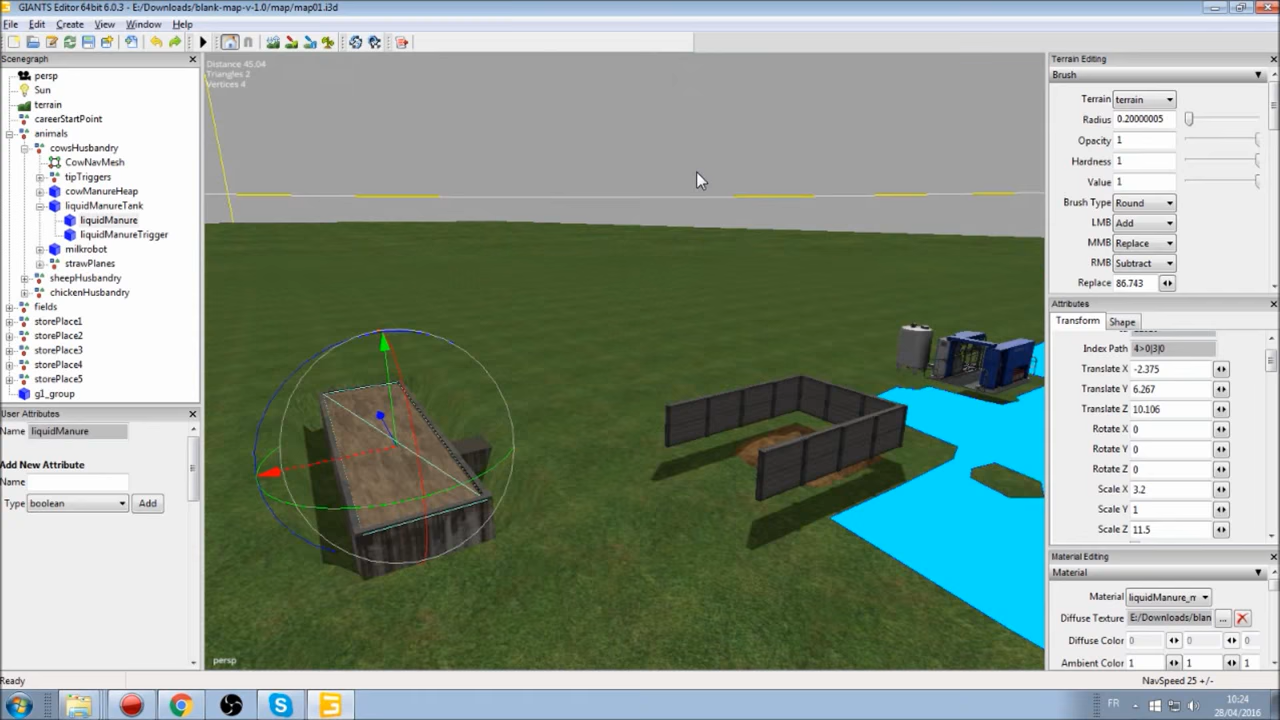 GIANTS Editor 64bit 6.0.3 - E:/Downloads/blank-map-v-1.0/map/map01.i3d
File Edit Create View Window Help
Scenegraph
persp
Sun
terrain
careerStartPoint
animals
cowsHusbandry
CowNavMesh
tipTriggers
cowManureHeap
liquidManureTank
liquidManure
liquidManureTrigger
milkrobot
strawPlanes
sheepHusbandry
chickenHusbandry
fields
storePlace1
storePlace2
storePlace3
storePlace4
storePlace5
g1_group
User Attributes
Name liquidManure
Add New Attribute
Name
Type boolean Add
Distance 45.04
Triangles 2
Vertices 4
persp
Terrain Editing
Brush
Terrain terrain
Radius 0.20000005
Opacity 1
Hardness 1
Value 1
Brush Type Round
LMB Add
MMB Replace
RMB Subtract
Replace 86.743
Attributes
Transform Shape
Index Path 4>0|3|0
Translate X -2.375
Translate Y 6.267
Translate Z 10.106
Rotate X 0
Rotate Y 0
Rotate Z 0
Scale X 3.2
Scale Y 1
Scale Z 11.5
Material Editing
Material
Material liquidManure_m
Diffuse Texture E:/Downloads/blan ...
Diffuse Color 0 0 0
Ambient Color 1 1 1
Ready
NavSpeed 25 +/-
FR
10:24
28/04/2016